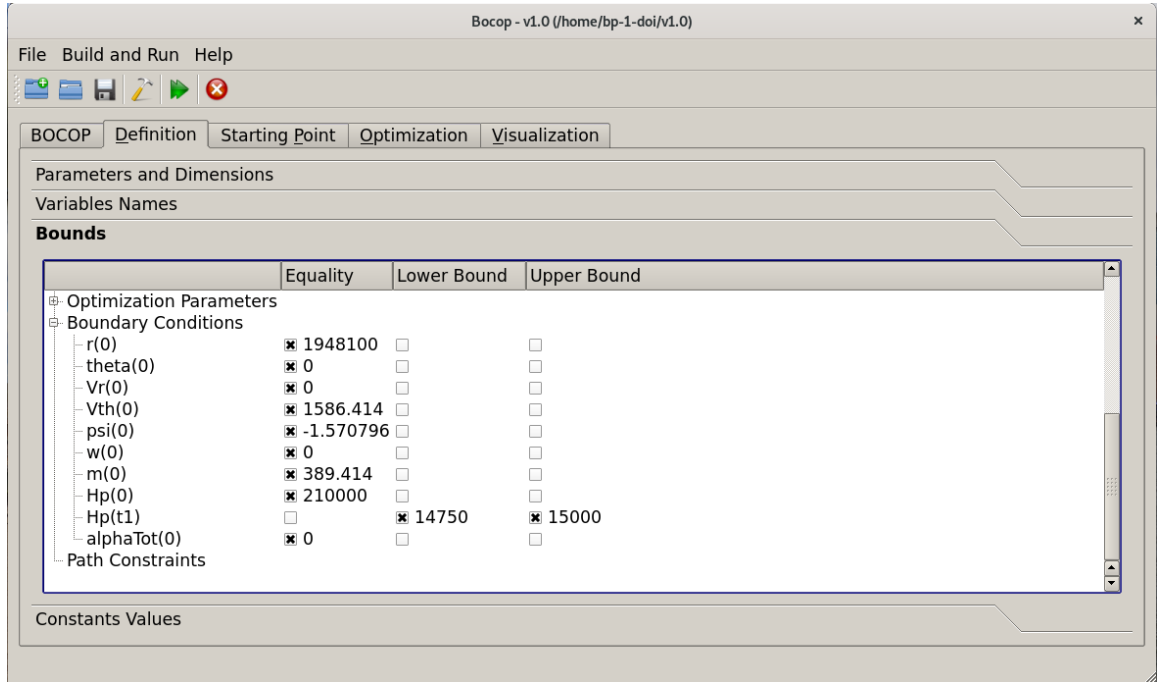 Bocop - v1.0 (/home/bp-1-doi/v1.0)
File Build and Run Help
BOCOP Definition Starting Point Optimization Visualization
Parameters and Dimensions
Variables Names
Bounds
Equality Lower Bound Upper Bound
Optimization Parameters
Boundary Conditions
r(0) 1948100
theta(0) 0
Vr(0) 0
Vth(0) 1586.414
psi(0) -1.570796
w(0) 0
m(0) 389.414
Hp(0) 210000
Hp(t1) 14750 15000
alphaTot(0) 0
Path Constraints
Constants Values